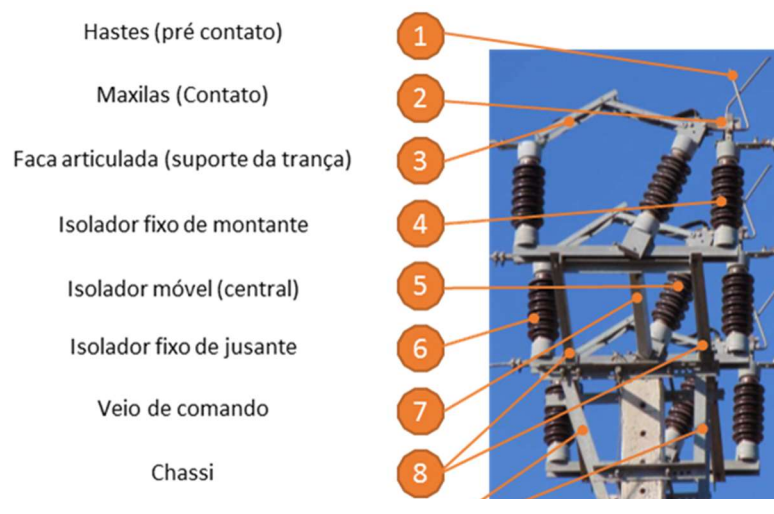 Hastes (pré contato) 1
Maxilas (Contato) 2
Faca articulada (suporte da trança) 3
Isolador fixo de montante 4
Isolador móvel (central) 5
Isolador fixo de jusante 6
Veio de comando 7
Chassi 8